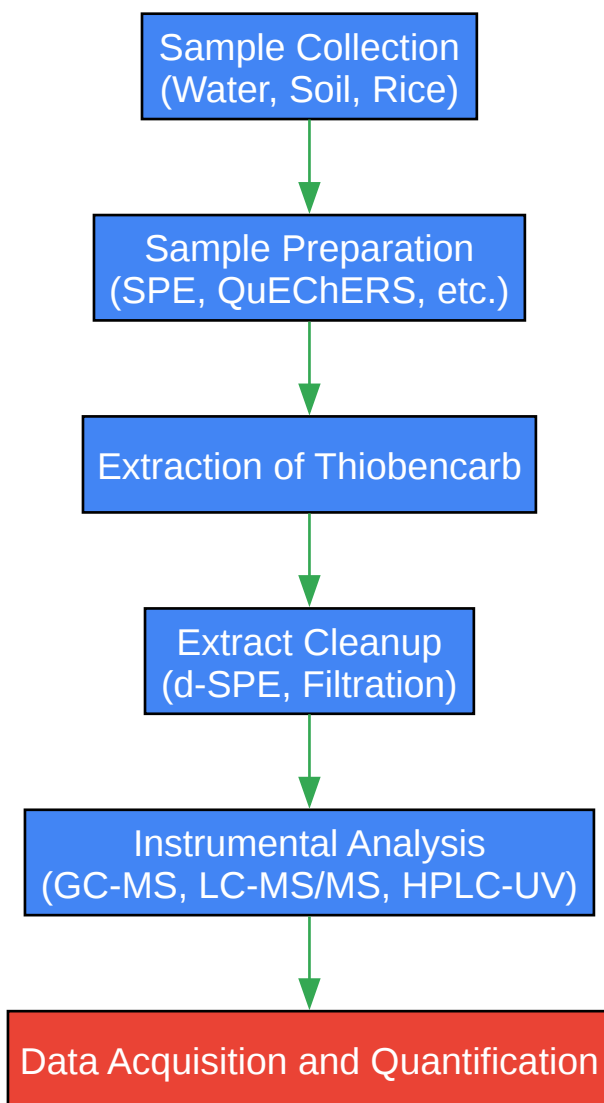 Sample Collection
(Water, Soil, Rice)
Sample Preparation
(SPE, QuEChERS, etc.)
Extraction of Thiobencarb
Extract Cleanup
(d-SPE, Filtration)
Instrumental Analysis
(GC-MS, LC-MS/MS, HPLC-UV)
Data Acquisition and Quantification